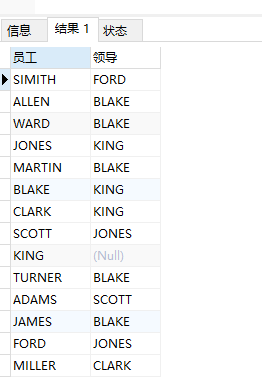 信息 结果 1 状态
员工 领导
SIMITH FORD
ALLEN BLAKE
WARD BLAKE
JONES KING
MARTIN BLAKE
BLAKE KING
CLARK KING
SCOTT JONES
KING (Null)
TURNER BLAKE
ADAMS SCOTT
JAMES BLAKE
FORD JONES
MILLER CLARK